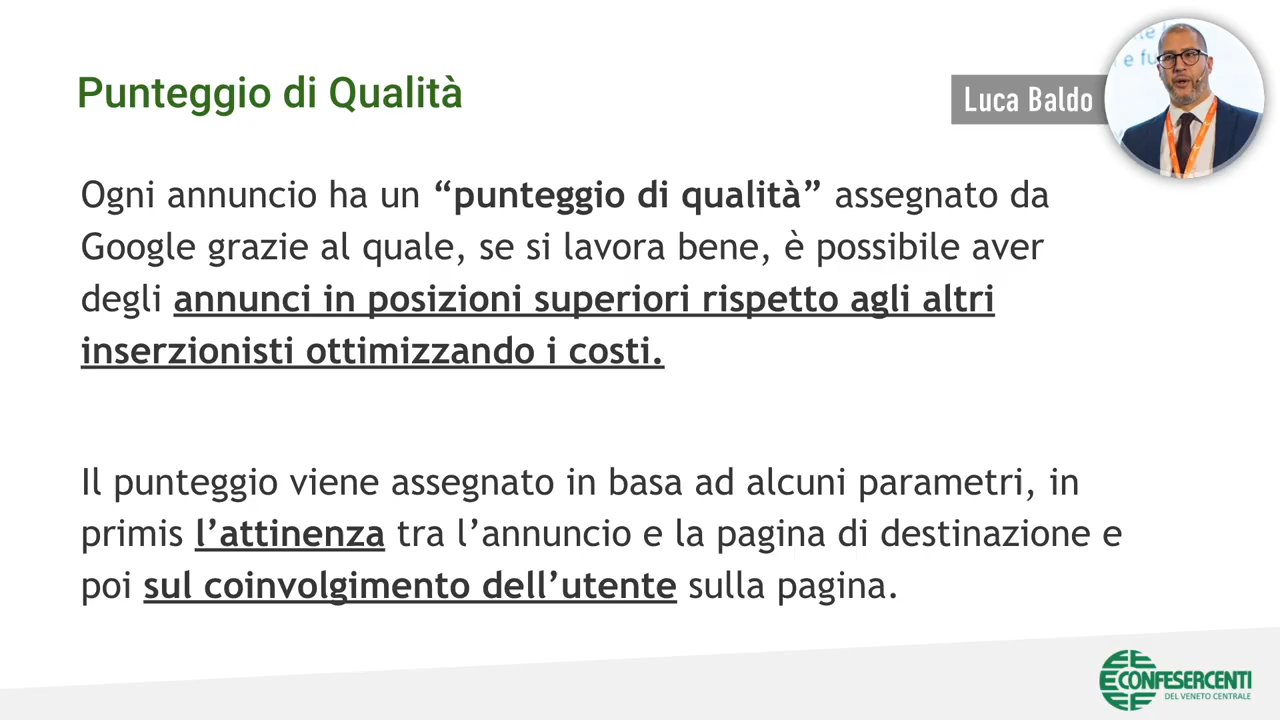 Punteggio di Qualità
Luca Baldo
Ogni annuncio ha un “punteggio di qualità” assegnato da
Google grazie al quale, se si lavora bene, è possibile aver
degli annunci in posizioni superiori rispetto agli altri
inserzionisti ottimizzando i costi.
Il punteggio viene assegnato in basa ad alcuni parametri, in
primis l’attinenza tra l’annuncio e la pagina di destinazione e
poi sul coinvolgimento dell’utente sulla pagina.
CONFESERCENTI
DEL VENETO CENTRALE